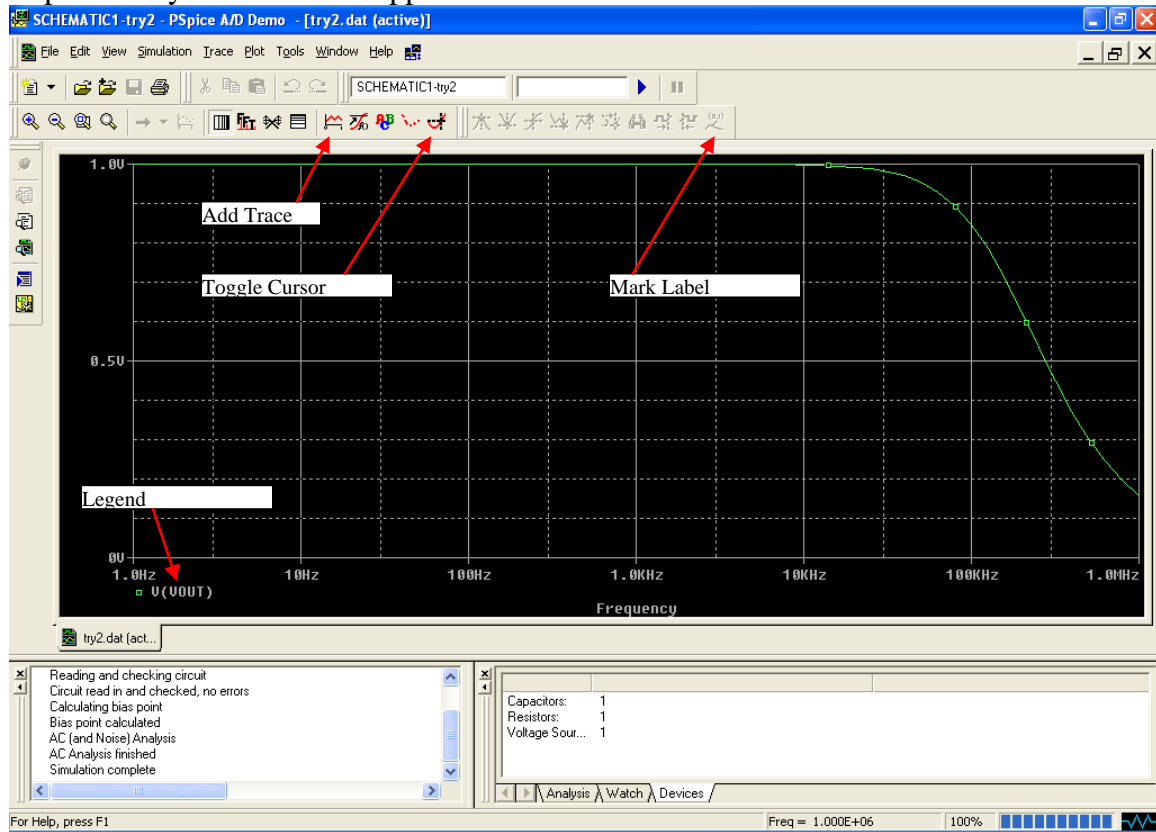 SCHEMATIC1-try2 - PSpice A/D Demo - [try2.dat (active)]
File Edit View Simulation Trace Plot Tools Window Help
SCHEMATIC1-try2
Add Trace
Toggle Cursor
Mark Label
Legend
1.0V
0.5V
0V
1.0Hz 10Hz 100Hz 1.0KHz 10KHz 100KHz 1.0MHz
V(VOUT)
Frequency
try2.dat (act...
Reading and checking circuit
Circuit read in and checked, no errors
Calculating bias point
Bias point calculated
AC (and Noise) Analysis
AC Analysis finished
Simulation complete
Capacitors: 1
Resistors: 1
Voltage Sour... 1
Analysis Watch Devices
For Help, press F1
Freq = 1.000E+06 100%